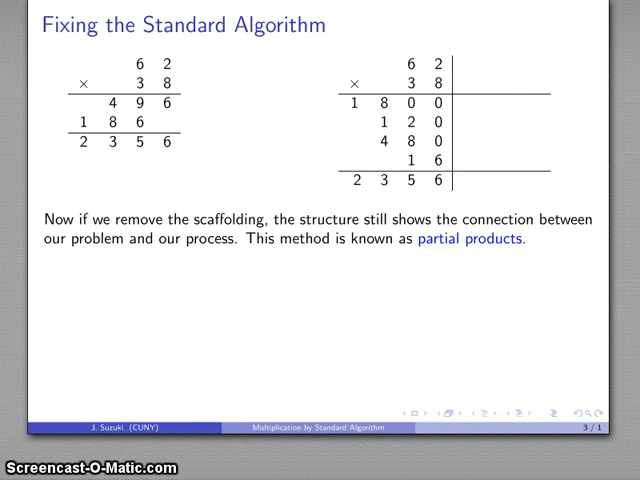 Fixing the Standard Algorithm
6 2
× 3 8
4 9 6
1 8 6
2 3 5 6
6 2
× 3 8
1 8 0 0
1 2 0
4 8 0
1 6
2 3 5 6
Now if we remove the scaffolding, the structure still shows the connection between
our problem and our process. This method is known as partial products.
J. Suzuki (CUNY)
Multiplication by Standard Algorithm
3 / 1
Screencast-O-Matic.com